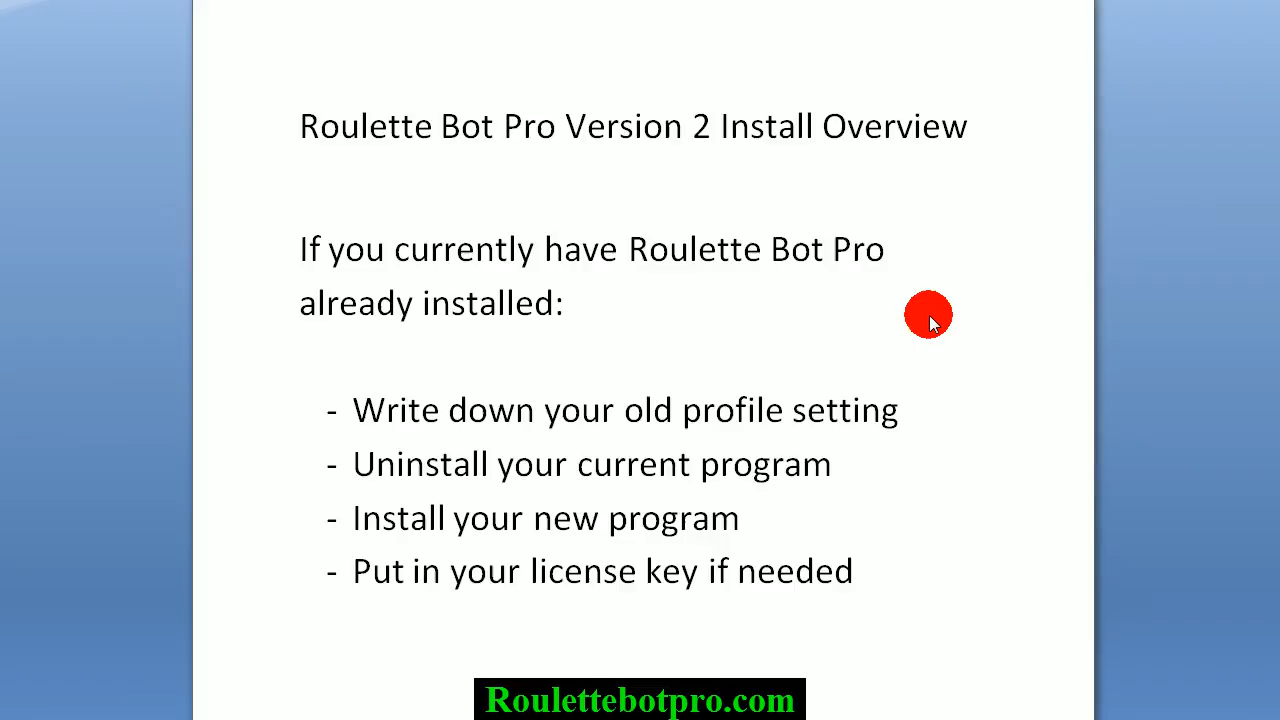 Roulette Bot Pro Version 2 Install Overview
If you currently have Roulette Bot Pro
already installed:
- Write down your old profile setting
- Uninstall your current program
- Install your new program
- Put in your license key if needed
Roulettebotpro.com